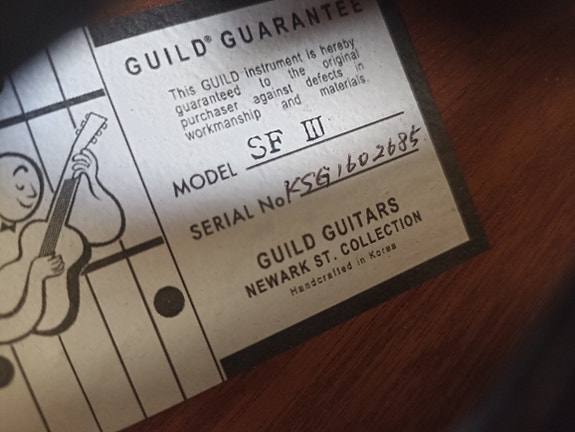 GUILD® GUARANTEE
This GUILD instrument is hereby
guaranteed to the original
purchaser against defects in
workmanship and materials.
MODEL SF III
SERIAL No KSG1602685
GUILD GUITARS
NEWARK ST. COLLECTION
Handcrafted in Korea